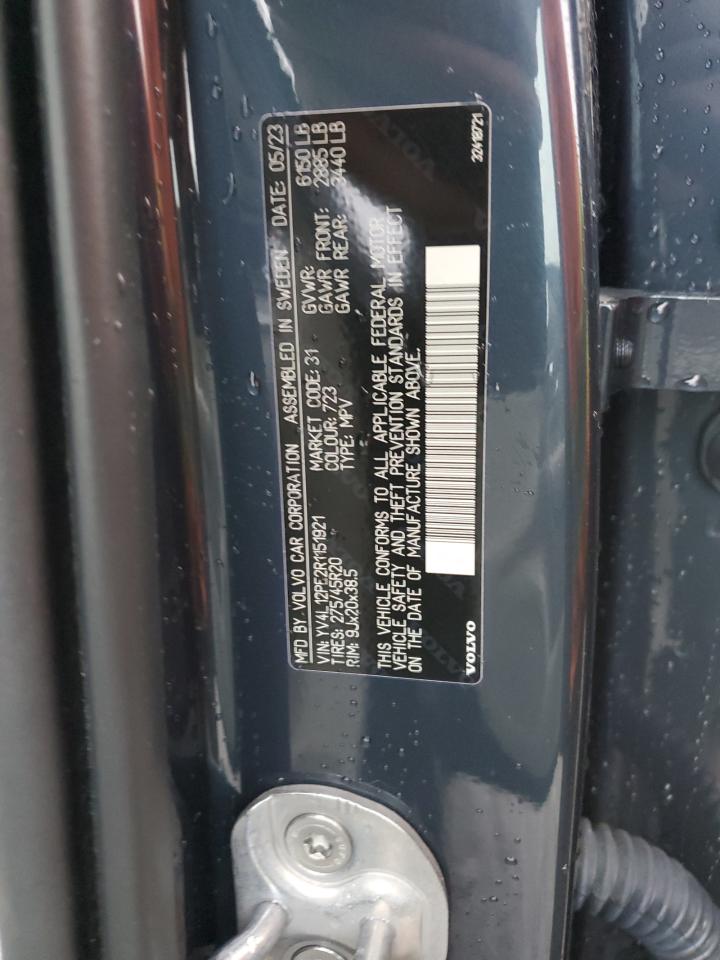 MFD BY VOLVO CAR CORPORATION ASSEMBLED IN SWEDEN DATE: 05/23
VIN: YV4L12PE2R1151921 MARKET CODE: 31 GVWR: 6150 LB
TIRES: 275/45R20 COLOUR: 723 GAWR FRONT: 2885 LB
RIM: 9Jx20x38.5 TYPE: MPV GAWR REAR: 3440 LB
THIS VEHICLE CONFORMS TO ALL APPLICABLE FEDERAL MOTOR
VEHICLE SAFETY AND THEFT PREVENTION STANDARDS IN EFFECT
ON THE DATE OF MANUFACTURE SHOWN ABOVE.
VOLVO 32418721